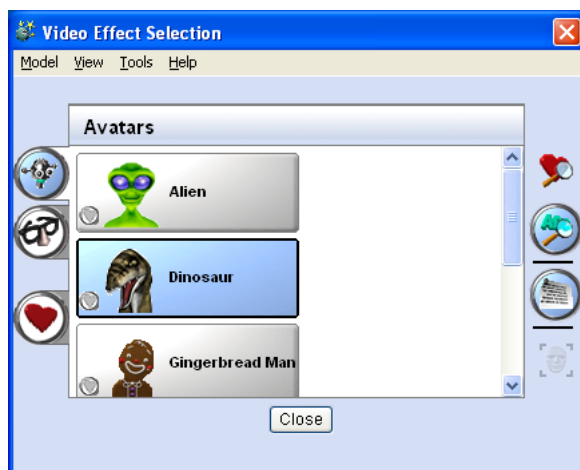 Video Effect Selection
Model View Tools Help
Avatars
Alien
Dinosaur
Gingerbread Man
Close